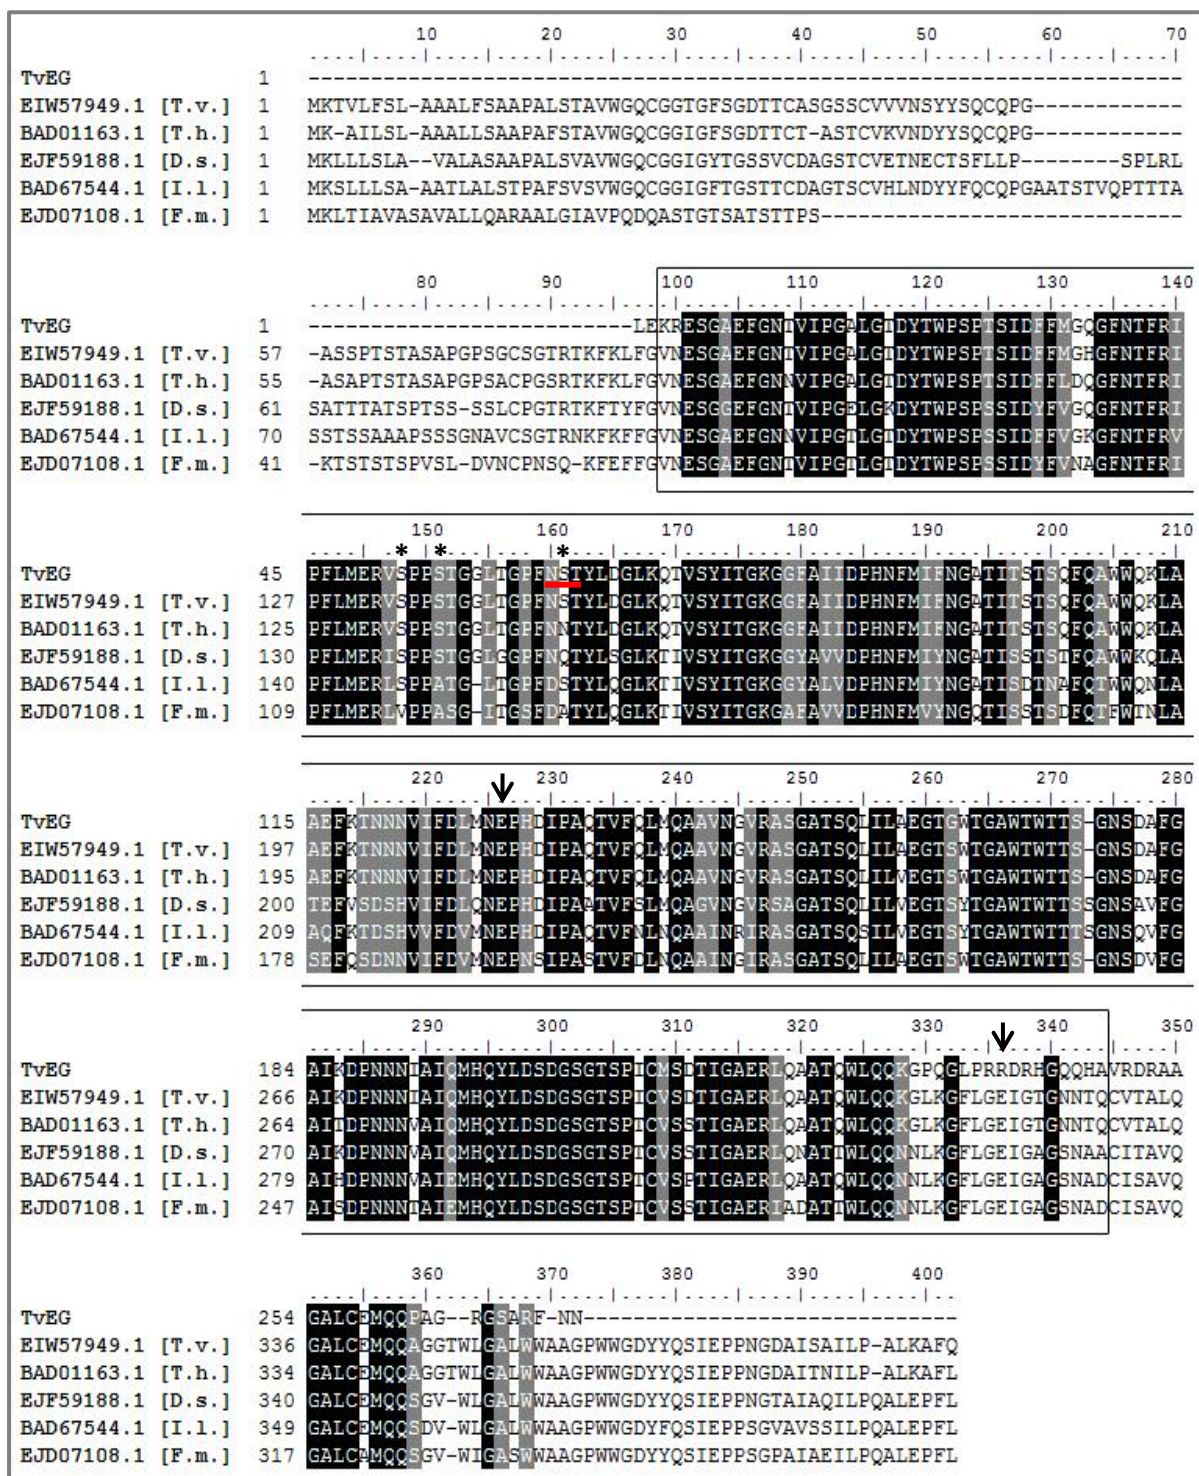 10 20 30 40 50 60 70
TvEG 1 ----------------------------------------------------------------------
EIW57949.1 [T.v.] 1 MKTVLFSL-AAALFSAAPALSTAVWGQCGGTGFSGDTTCASGSSCVVVNSYYSQCQPG------------
BAD01163.1 [T.h.] 1 MK-AILSL-AAALLSAAPAFSTAVWGQCGGIGFSGDTTCT-ASTCVKVNDYYSQCQPG------------
EJF59188.1 [D.s.] 1 MKLLLSLA--VALASAAPALSVAVWGQCGGIGYTGSSVCDAGSTCVETNECTSFLLP--------SPLRL
BAD67544.1 [I.l.] 1 MKSLLLSA-AATLALSTPAFSVSVWGQCGGIGFTGSTTCDAGTSCVHLNDYYFQCQPGAATSTVQPTTTA
EJD07108.1 [F.m.] 1 MKLTIAVASAVALLQARAALGIAVPQDQASTGTSATSTTPS-----------------------------
80 90 100 110 120 130 140
TvEG 1 --------------------------LEKRESGAEFGNTVIPGALGTDYTWPSPTSIDFFMGQGFNTFRI
EIW57949.1 [T.v.] 57 -ASSPTSTASAPGPSGCSGTRTKFKLFGVNESGAEFGNTVIPGALGTDYTWPSPTSIDFFMGHGFNTFRI
BAD01163.1 [T.h.] 55 -ASAPTSTASAPGPSACPGSRTKFKLFGVNESGAEFGNNVIPGALGTDYTWPSPTSIDFFLDQGFNTFRI
EJF59188.1 [D.s.] 61 SATTTATSPTSS-SSLCPGTRTKFTYFGVNESGGEFGNTVIPGELGKDYTWPSPSSIDYFVGQGFNTFRI
BAD67544.1 [I.l.] 70 SSTSSAAAPSSSGNAVCSGTRNKFKFFGVNESGAEFGNNVIPGTLGTDYTWPSPSSIDFFVGKGFNTFRV
EJD07108.1 [F.m.] 41 -KTSTSTSPVSL-DVNCPNSQ-KFEFFGVNESGAEFGNTVIPGTLGTDYTWPSPSSIDYFVNAGFNTFRI
150 160 170 180 190 200 210
* * *
TvEG 45 PFLMERVSPPSTGGLTGPFNSTYLDGLKQTVSYITGKGGFAIIDPHNFMIFNGATITSTSQFQAWWQKLA
EIW57949.1 [T.v.] 127 PFLMERVSPPSTGGLTGPFNSTYLDGLKQTVSYITGKGGFAIIDPHNFMIFNGATITSTSQFQAWWQKLA
BAD01163.1 [T.h.] 125 PFLMERVSPPSTGGLTGPFNNTYLDGLKQTVSYITGKGGFAIIDPHNFMIFNGATITSTSQFQAWWQKLA
EJF59188.1 [D.s.] 130 PFLMERISPPSTGGLGGPFNQTYLSGLKTIVSYITGKGGYAVVDPHNFMIYNGATISSTSTFQAWWKQLA
BAD67544.1 [I.l.] 140 PFLMERLSPPATG-LTGPFDSTYLQGLKTIVSYITGKGGYALVDPHNFMIYNGATISDTNAFQTWWQNLA
EJD07108.1 [F.m.] 109 PFLMERLVPPASG-ITGSFDATYLQGLKTIVSYITGKGAFAVVDPHNFMVYNGQTISSTSDFQTFWTNLA
220 230 240 250 260 270 280
TvEG 115 AEFKTNNNVIFDLMNEPHDIPAQTVFQLMQAAVNGVRASGATSQLILAEGTGWTGAWTWTTS-GNSDAFG
EIW57949.1 [T.v.] 197 AEFKTNNNVIFDLMNEPHDIPAQTVFQLMQAAVNGVRASGATSQLILAEGTSWTGAWTWTTS-GNSDAFG
BAD01163.1 [T.h.] 195 AEFKTNNNVIFDLMNEPHDIPAQTVFQLMQAAVNGVRASGATSQLILVEGTSWTGAWTWTTS-GNSDAFG
EJF59188.1 [D.s.] 200 TEFVSDSHVIFDLQNEPHDIPAATVFSLMQAGVNGVRSAGATSQLILVEGTSYTGAWTWTTSSGNSAVFG
BAD67544.1 [I.l.] 209 AQFKTDSHVVFDVMNEPHDIPAQTVFNLNQAAINRIRASGATSQSILVEGTSYTGAWTWTTTSGNSQVFG
EJD07108.1 [F.m.] 178 SEFQSDNNVIFDVMNEPNSIPASTVFDLNQAAINGIRASGATSQLILAEGTSWTGAWTWTTS-GNSDVFG
290 300 310 320 330 340 350
TvEG 184 AIKDPNNNIAIQMHQYLDSDGSGTSPICMSDTIGAERLQAATQWLQQKGPQGLPRRDRHGQQHAVRDRAA
EIW57949.1 [T.v.] 266 AIKDPNNNIAIQMHQYLDSDGSGTSPICVSDTIGAERLQAATQWLQQKGLKGFLGEIGTGNNTQCVTALQ
BAD01163.1 [T.h.] 264 AITDPNNNVAIQMHQYLDSDGSGTSPTCVSSTIGAERLQAATQWLQQKGLKGFLGEIGTGNNTQCVTALQ
EJF59188.1 [D.s.] 270 AIKDPNNNVAIQMHQYLDSDGSGTSPTCVSSTIGAERLQNATTWLQQNNLKGFLGEIGAGSNAACITAVQ
BAD67544.1 [I.l.] 279 AIHDPNNNVAIEMHQYLDSDGSGTSPTCVSPTIGAERLQAATQWLQQNNLKGFLGEIGAGSNADCISAVQ
EJD07108.1 [F.m.] 247 AISDPNNNTAIEMHQYLDSDGSGTSPTCVSSTIGAERIADATTWLQQNNLKGFLGEIGAGSNADCISAVQ
360 370 380 390 400
TvEG 254 GALCEMQQPAG--RGSARF-NN------------------------------
EIW57949.1 [T.v.] 336 GALCEMQQAGGTWLGALWWAAGPWWGDYYQSIEPPNGDAISAILP-ALKAFQ
BAD01163.1 [T.h.] 334 GALCEMQQAGGTWLGALWWAAGPWWGDYYQSIEPPNGDAITNILP-ALKAFL
EJF59188.1 [D.s.] 340 GALCEMQQSGV-WLGALWWAAGPWWGDYYQSIEPPNGTAIAQILPQALEPFL
BAD67544.1 [I.l.] 349 GALCEMQQSDV-WLGALWWAAGPWWGDYFQSIEPPSGVAVSSILPQALEPFL
EJD07108.1 [F.m.] 317 GALCAMQQSGV-WIGASWWAAGPWWGDYYQSIEPPSGPAIAEILPQALEPFL